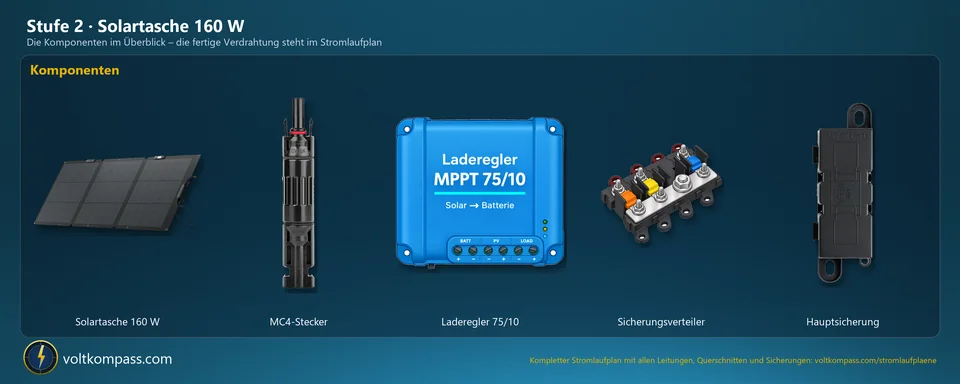 Stufe 2 · Solartasche 160 W
Die Komponenten im Überblick – die fertige Verdrahtung steht im Stromlaufplan
Komponenten
Laderegler
MPPT 75/10
Solar → Batterie
BATT PV LOAD
+ − − + − +
Solartasche 160 W
MC4-Stecker
Laderegler 75/10
Sicherungsverteiler
Hauptsicherung
voltkompass.com
Kompletter Stromlaufplan mit allen Leitungen, Querschnitten und Sicherungen: voltkompass.com/stromlaufplaene